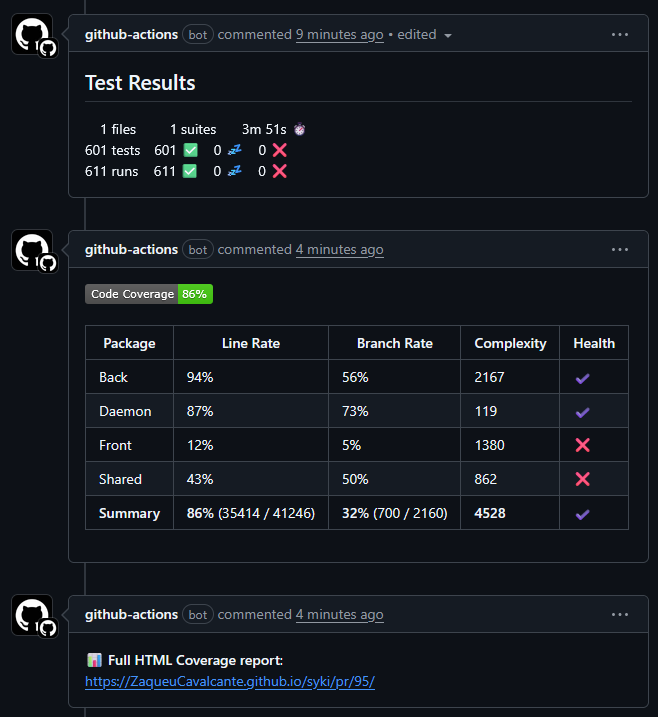 github-actions bot commented 9 minutes ago • edited
Test Results
1 files 1 suites 3m 51s ⏱️
601 tests 601 ✅ 0 💤 0 ❌
611 runs 611 ✅ 0 💤 0 ❌
github-actions bot commented 4 minutes ago
Code Coverage 86%
Package Line Rate Branch Rate Complexity Health
Back 94% 56% 2167 ✔
Daemon 87% 73% 119 ✔
Front 12% 5% 1380 ❌
Shared 43% 50% 862 ❌
Summary 86% (35414 / 41246) 32% (700 / 2160) 4528 ✔
github-actions bot commented 4 minutes ago
📊 Full HTML Coverage report:
https://ZaqueuCavalcante.github.io/syki/pr/95/